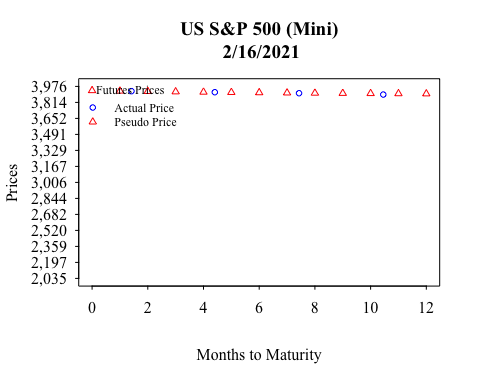 US S&P 500 (Mini)
2/16/2021
3,976
3,814
3,652
3,491
3,329
3,167
3,006
2,844
2,682
2,520
2,359
2,197
2,035
Prices
Futures Prices
Actual Price
Pseudo Price
0 2 4 6 8 10 12
Months to Maturity